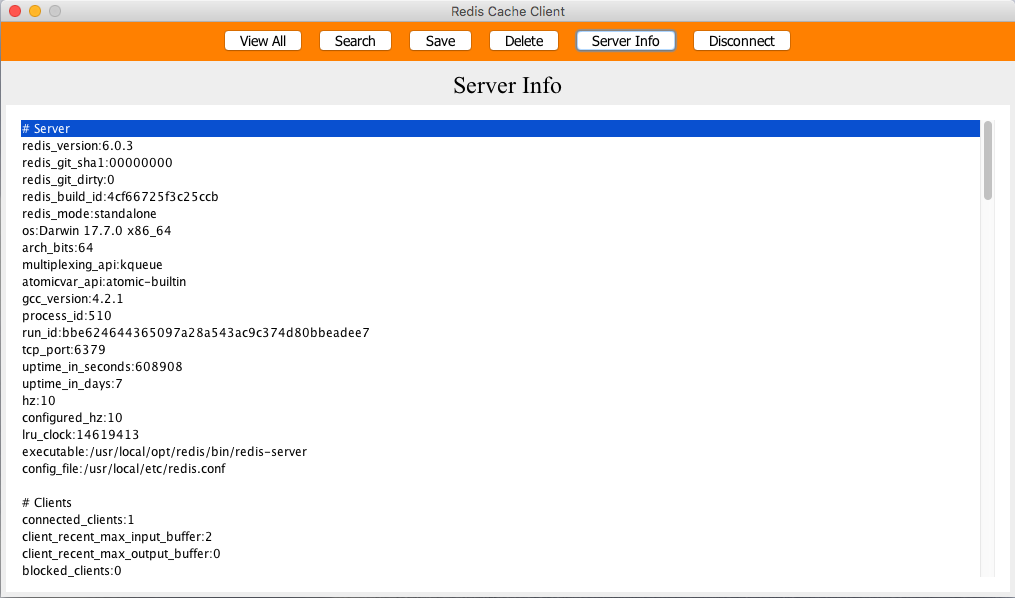 Redis Cache Client
View All Search Save Delete Server Info Disconnect
Server Info
# Server
redis_version:6.0.3
redis_git_sha1:00000000
redis_git_dirty:0
redis_build_id:4cf66725f3c25ccb
redis_mode:standalone
os:Darwin 17.7.0 x86_64
arch_bits:64
multiplexing_api:kqueue
atomicvar_api:atomic-builtin
gcc_version:4.2.1
process_id:510
run_id:bbe624644365097a28a543ac9c374d80bbeadee7
tcp_port:6379
uptime_in_seconds:608908
uptime_in_days:7
hz:10
configured_hz:10
lru_clock:14619413
executable:/usr/local/opt/redis/bin/redis-server
config_file:/usr/local/etc/redis.conf
# Clients
connected_clients:1
client_recent_max_input_buffer:2
client_recent_max_output_buffer:0
blocked_clients:0